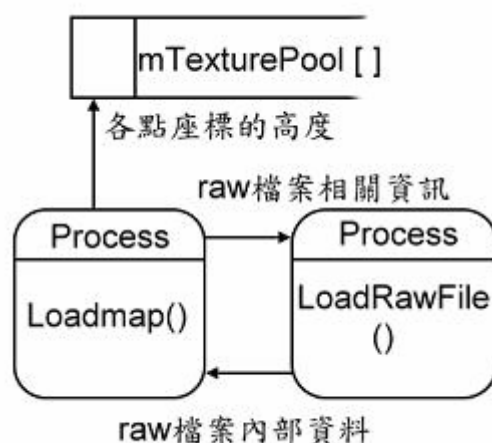 mTexturePool [ ]
各點座標的高度
raw檔案相關資訊
Process
Process
Loadmap()
LoadRawFile
()
raw檔案內部資料